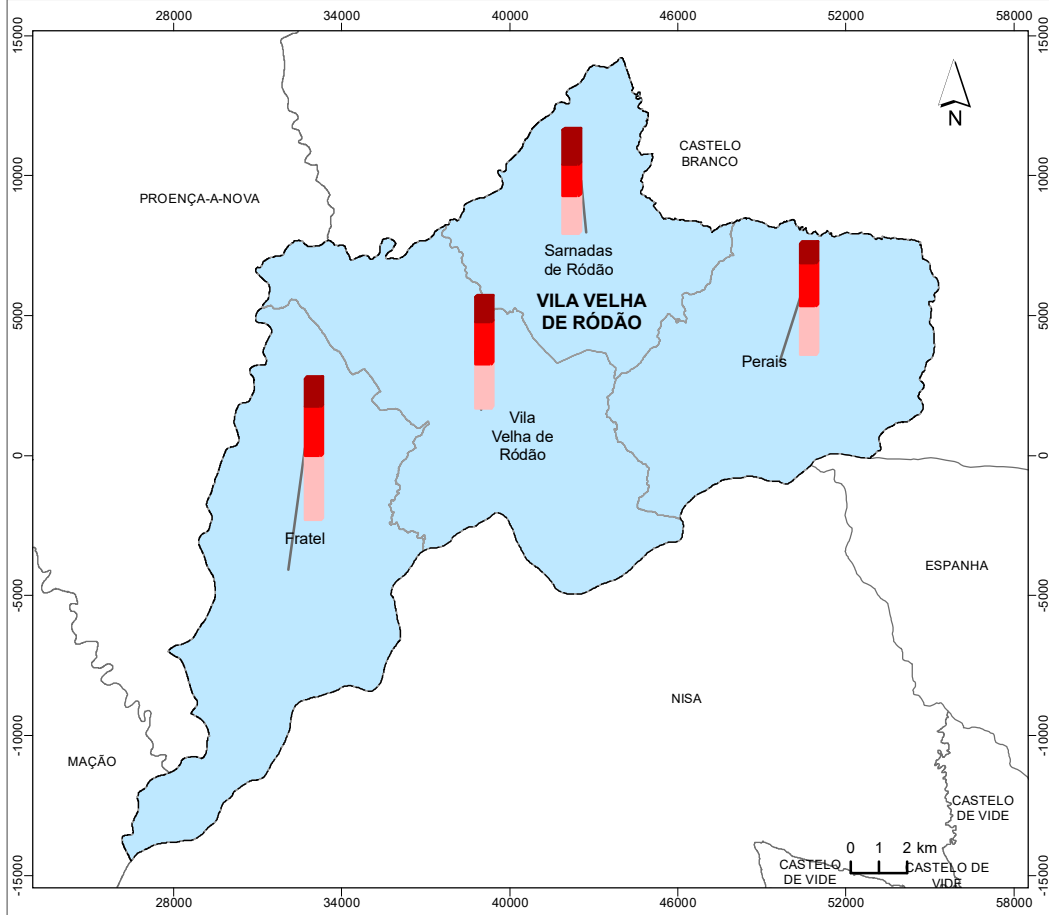 28000 34000 40000 46000 52000 58000
15000 15000
N
CASTELO
BRANCO
10000 10000
PROENÇA-A-NOVA
Sarnadas
de Ródão
VILA VELHA
DE RÓDÃO
5000 5000
Perais
Vila
Velha de
Ródão
0 0
Fratel
ESPANHA
-5000 -5000
NISA
-10000 -10000
MAÇÃO
CASTELO
DE VIDE
0 1 2 km
CASTELO
DE VIDE
CASTELO DE
VIDE
-15000 -15000
28000 34000 40000 46000 52000 58000